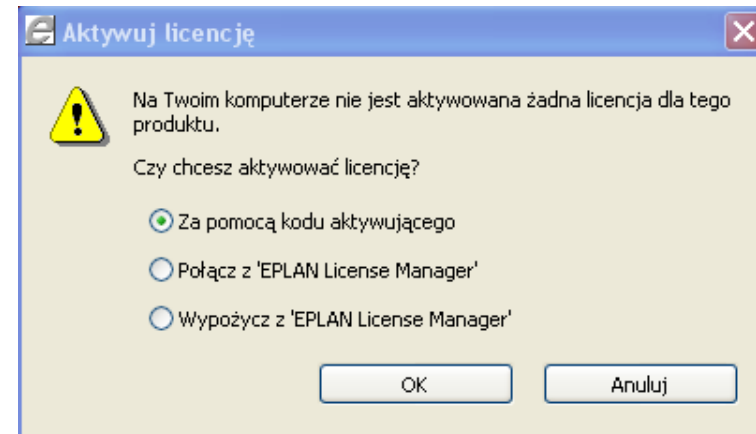 Aktywuj licencję
Na Twoim komputerze nie jest aktywowana żadna licencja dla tego
produktu.
Czy chcesz aktywować licencję?
Za pomocą kodu aktywującego
Połącz z 'EPLAN License Manager'
Wypożycz z 'EPLAN License Manager'
OK
Anuluj